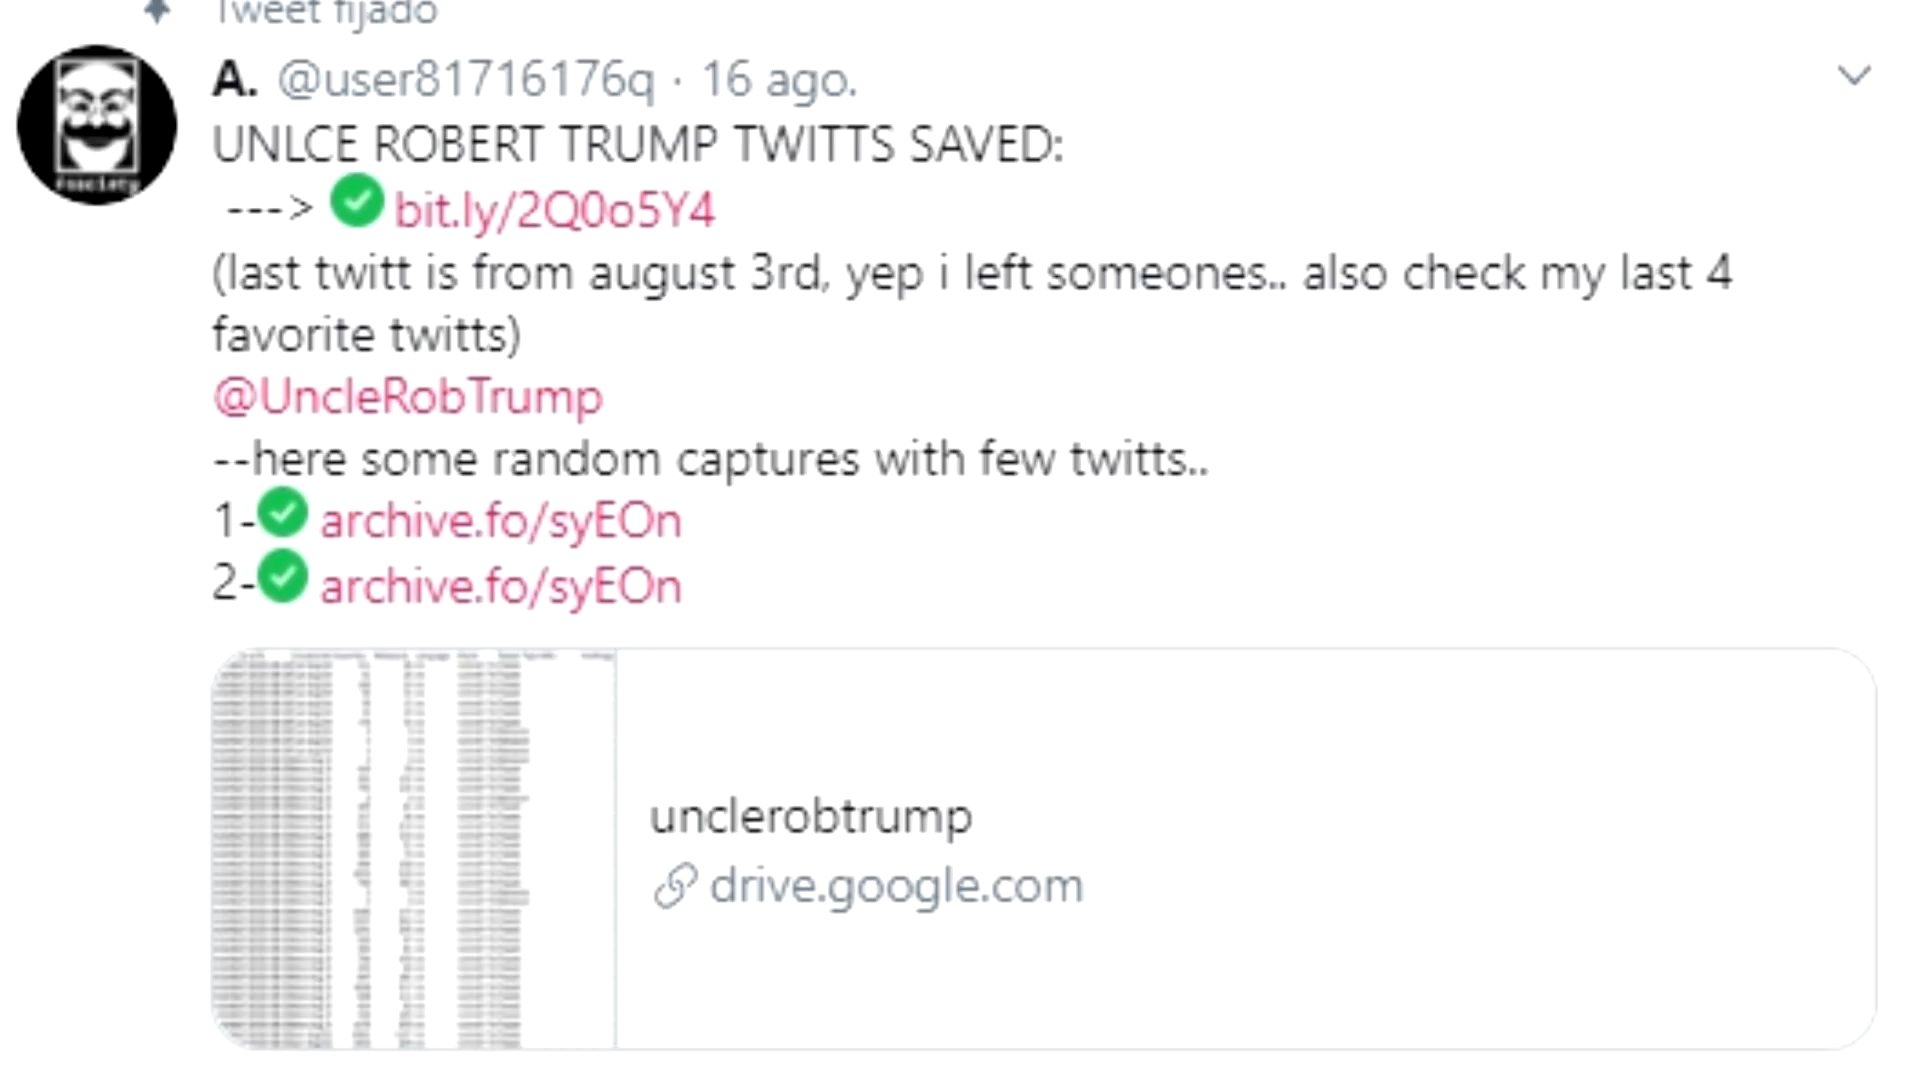 Tweet fijado
A. @user81716176q · 16 ago.
UNLCE ROBERT TRUMP TWITTS SAVED:
---> ✅ bit.ly/2Q0o5Y4
(last twitt is from august 3rd, yep i left someones.. also check my last 4
favorite twitts)
@UncleRobTrump
--here some random captures with few twitts..
1-✅ archive.fo/syEOn
2-✅ archive.fo/syEOn
unclerobtrump
drive.google.com